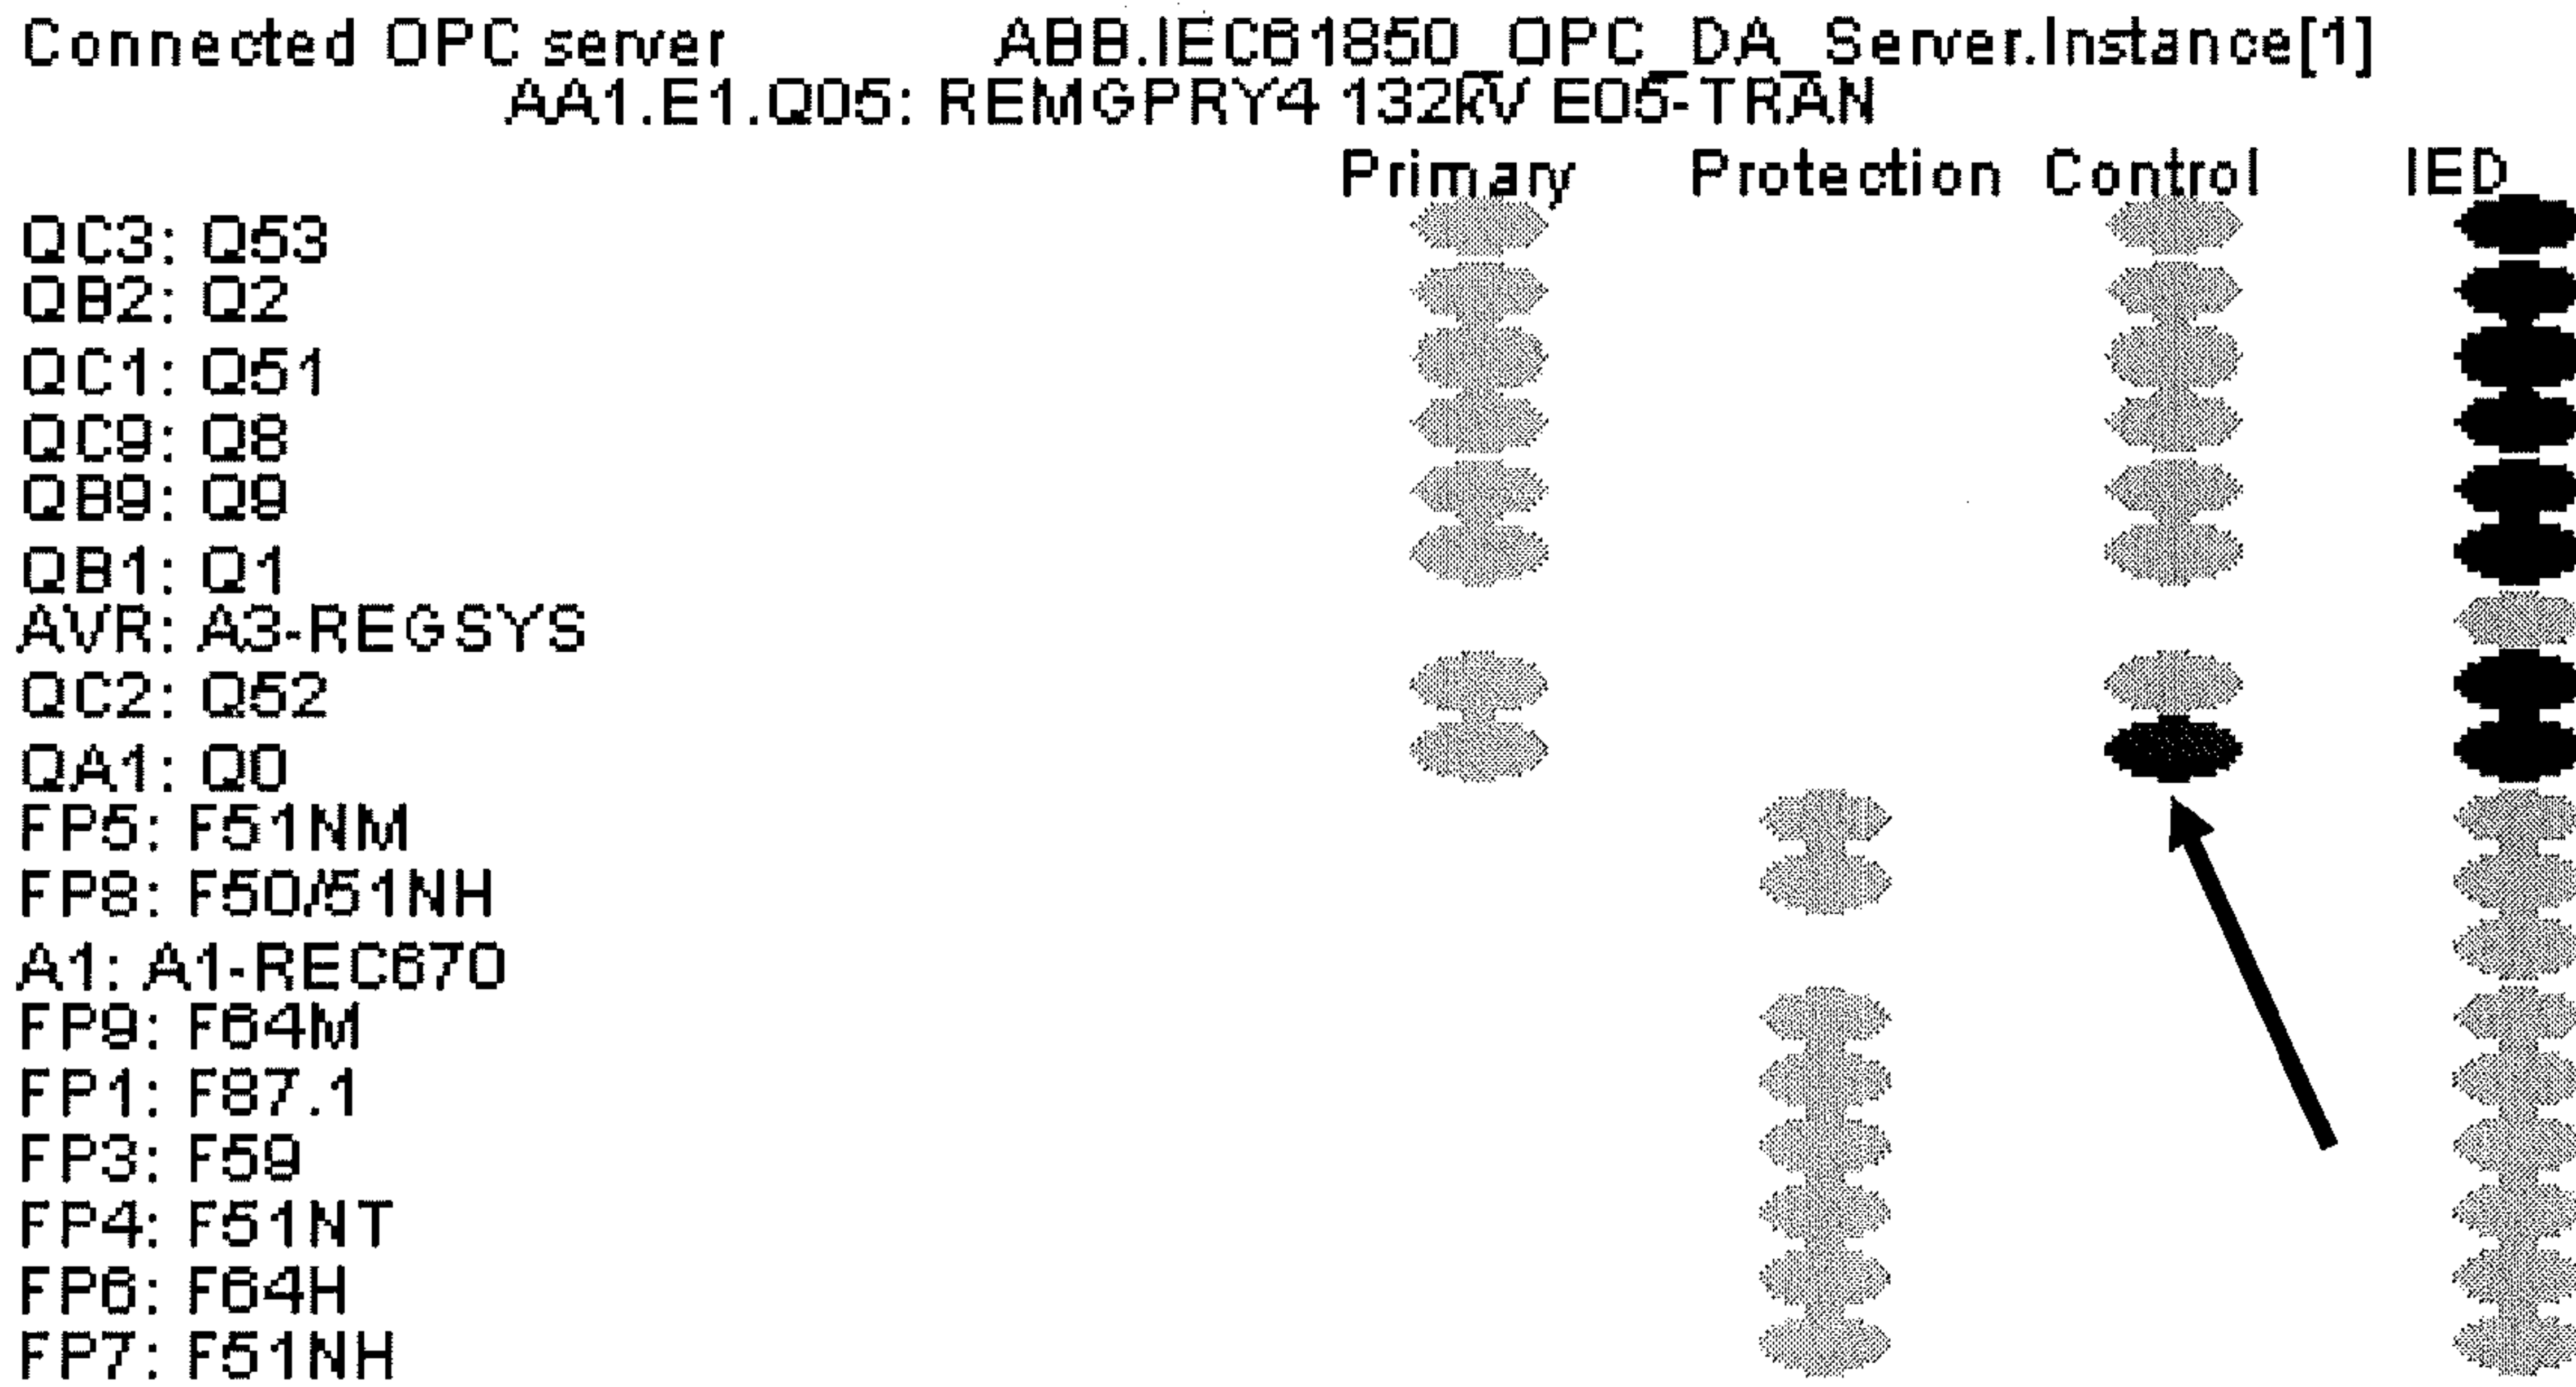 Connected OPC server ABB.IEC61850_OPC_DA_Server.Instance[1]
AA1.E1.Q05: REMGPRY4 132kV E05-TRAN
Primary Protection Control IED
QC3: Q53
QB2: Q2
QC1: Q51
QC9: Q8
QB9: Q9
QB1: Q1
AVR: A3-REGSYS
QC2: Q52
QA1: Q0
FP5: F51NM
FP8: F50/51NH
A1: A1-REC670
FP9: F64M
FP1: F87.1
FP3: F59
FP4: F51NT
FP6: F64H
FP7: F51NH